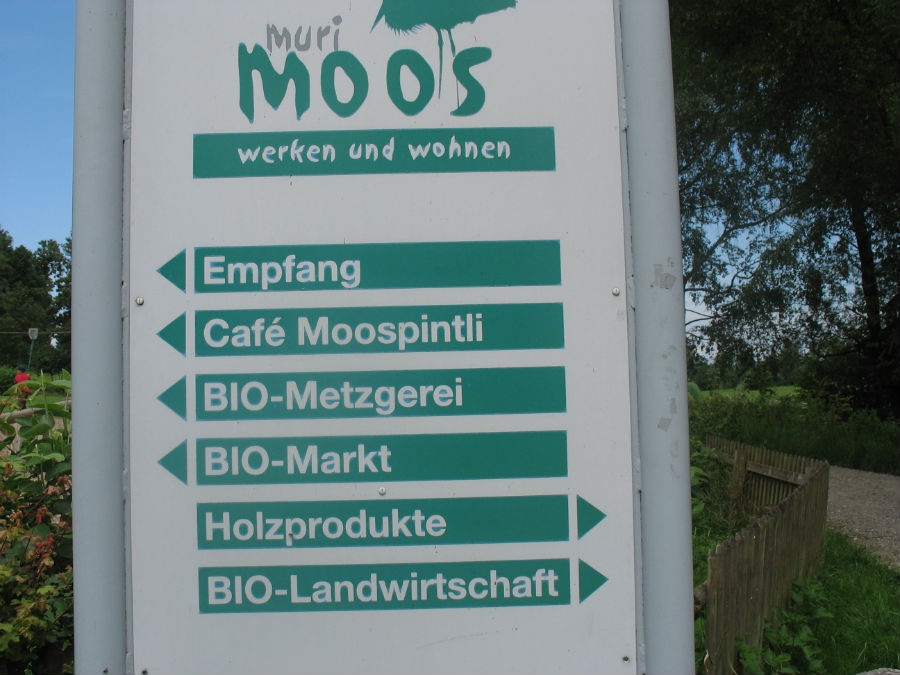 muri
MOOS
werken und wohnen
Empfang
Café Moospintli
BIO-Metzgerei
BIO-Markt
Holzprodukte
BIO-Landwirtschaft